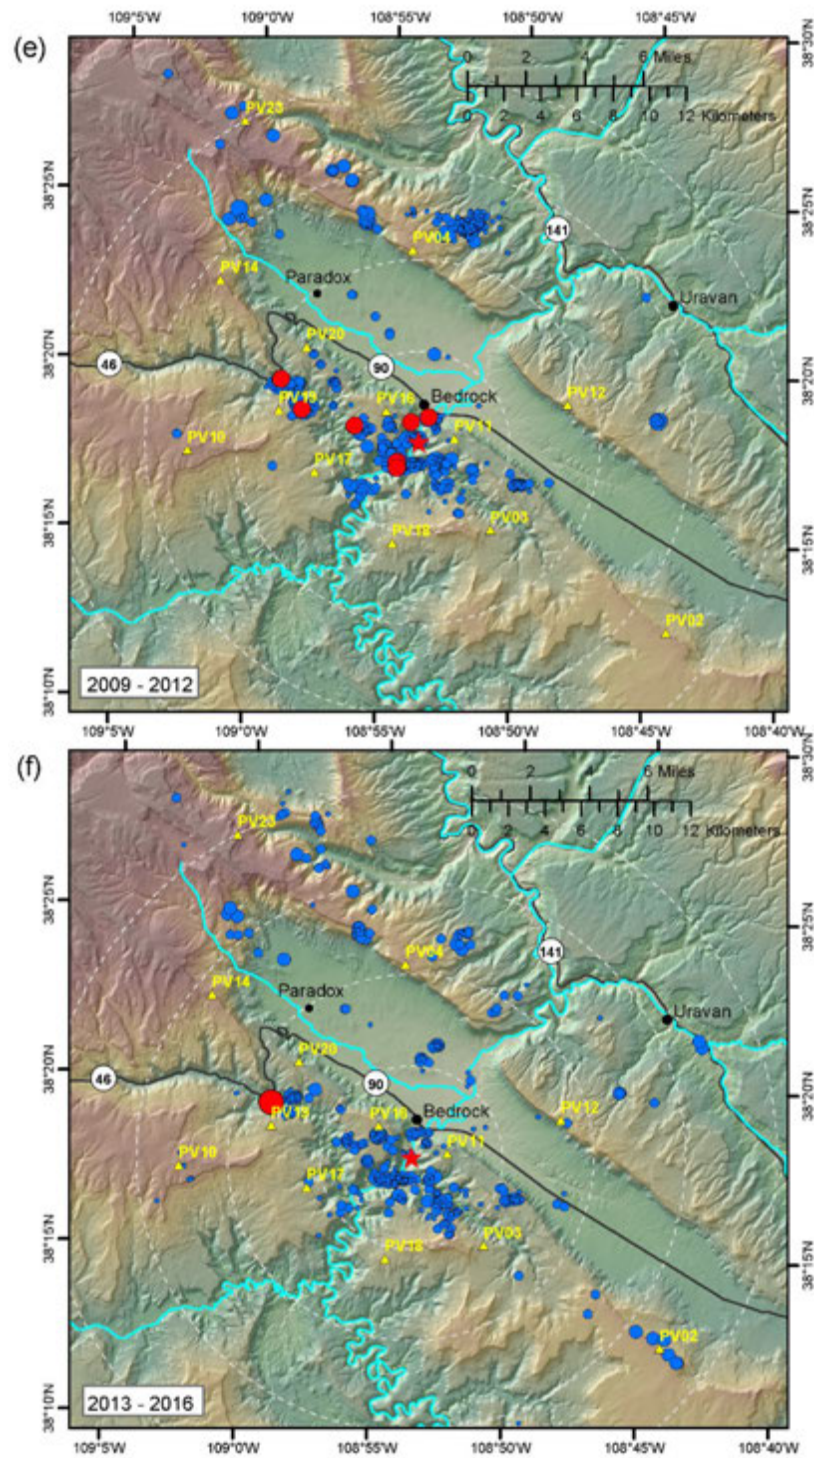 109°5'W 109°0'W 108°55'W 108°50'W 108°45'W
(e)
38°30'N
0 2 4 6 Miles
0 2 4 6 8 10 12 Kilometers
PV23
38°25'N
38°25'N
141
PV04
PV14
Paradox
Uravan
PV20
38°20'N
46
90
38°20'N
Bedrock
PV12
PV19
PV16
PV10
PV11
PV17
PV03
38°15'N
PV18
38°15'N
PV02
2009 - 2012
38°10'N
109°5'W 109°0'W 108°55'W 108°50'W 108°45'W 108°40'W
(f)
38°30'N
0 2 4 6 Miles
0 2 4 6 8 10 12 Kilometers
PV23
38°25'N
38°25'N
PV04
141
PV14
Paradox
Uravan
PV20
38°20'N
46
90
38°20'N
PV19
PV16
Bedrock
PV12
PV10
PV11
PV17
38°15'N
PV18
PV03
38°15'N
PV02
2013 - 2016
38°10'N
109°5'W 109°0'W 108°55'W 108°50'W 108°45'W 108°40'W